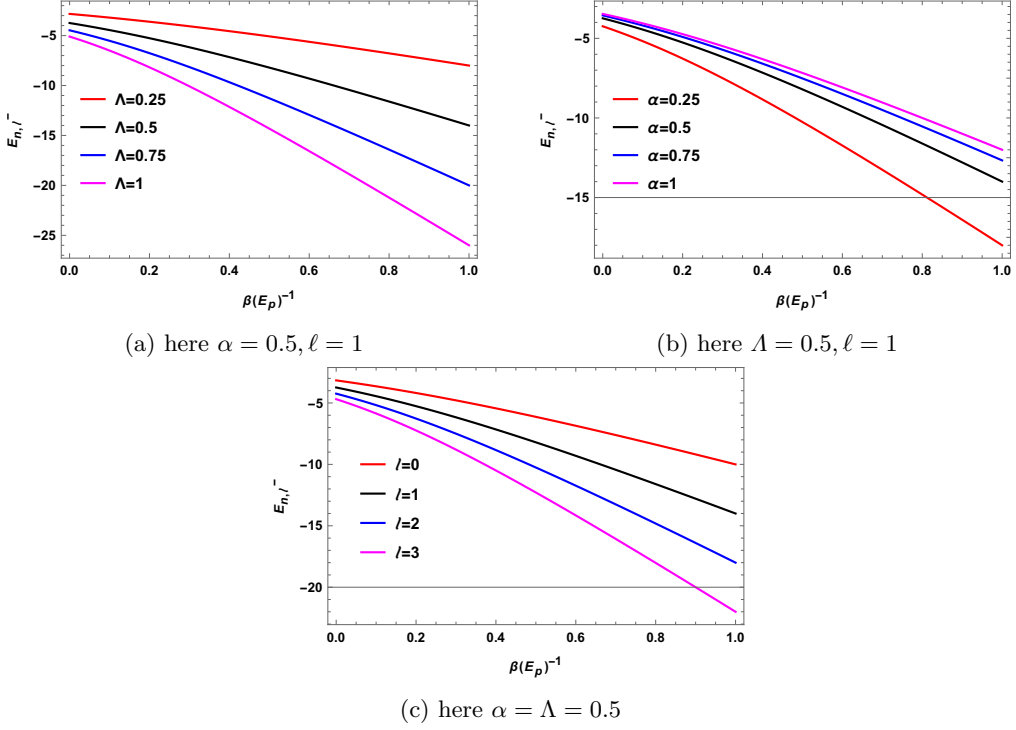 -5
-10
-15
-20
-25
E_{n,l}^-
Λ=0.25
Λ=0.5
Λ=0.75
Λ=1
0.0 0.2 0.4 0.6 0.8 1.0
β(E_p)^{-1}
(a) here α = 0.5, ℓ = 1
-5
-10
-15
E_{n,l}^-
α=0.25
α=0.5
α=0.75
α=1
0.0 0.2 0.4 0.6 0.8 1.0
β(E_p)^{-1}
(b) here Λ = 0.5, ℓ = 1
-5
-10
-15
-20
E_{n,l}^-
l=0
l=1
l=2
l=3
0.0 0.2 0.4 0.6 0.8 1.0
β(E_p)^{-1}
(c) here α = Λ = 0.5